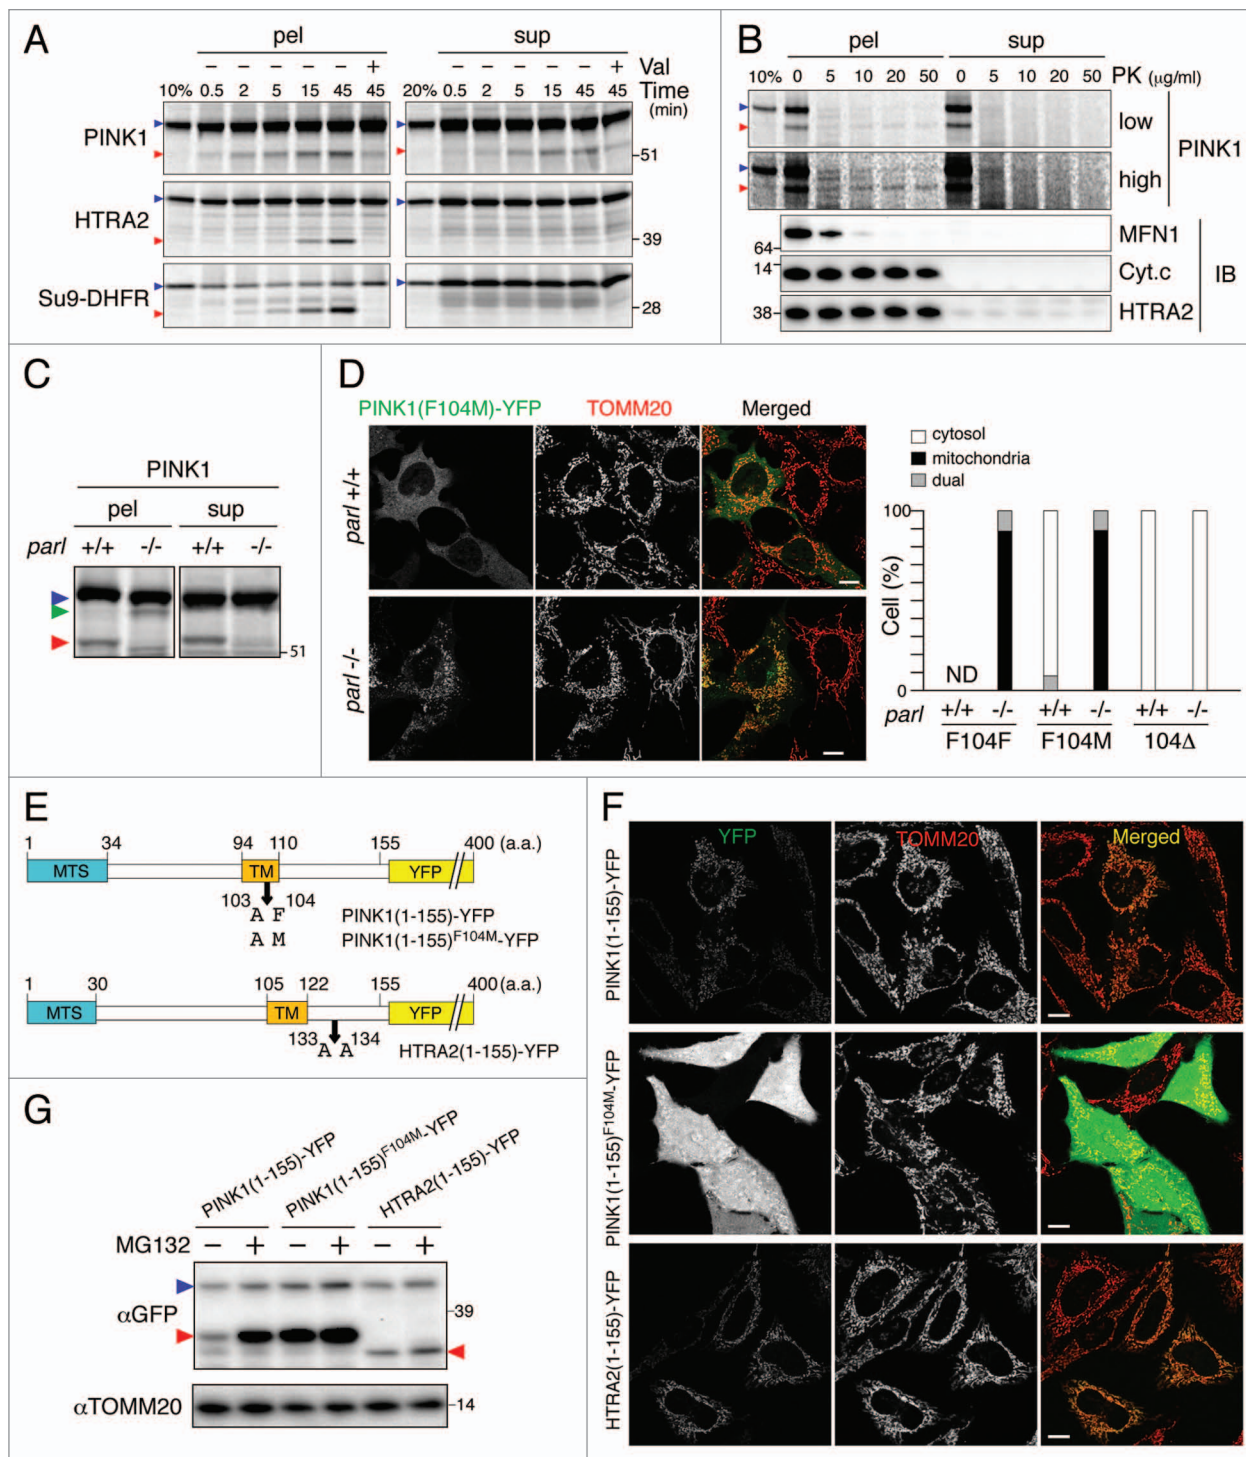 A
pel
sup
− − − − − + − − − − − + Val
10% 0.5 2 5 15 45 45 20% 0.5 2 5 15 45 45 Time
(min)
PINK1
51
HTRA2
39
Su9-DHFR
28
B
pel
sup
10% 0 5 10 20 50 0 5 10 20 50 PK (μg/ml)
low
high
PINK1
MFN1
64
14
Cyt.c
IB
38
HTRA2
C
PINK1
pel
sup
parl +/+ -/- +/+ -/-
51
D
PINK1(F104M)-YFP
TOMM20
Merged
parl +/+
parl -/-
cytosol
mitochondria
dual
100
Cell (%)
0
ND
parl +/+ -/- +/+ -/- +/+ -/-
F104F F104M 104Δ
E
1 34 94 110 155 400 (a.a.)
MTS TM YFP
103 A F 104 PINK1(1-155)-YFP
A M PINK1(1-155)F104M-YFP
1 30 105 122 155 400 (a.a.)
MTS TM YFP
133 A A 134 HTRA2(1-155)-YFP
F
YFP
TOMM20
Merged
PINK1(1-155)-YFP
PINK1(1-155)F104M-YFP
HTRA2(1-155)-YFP
G
PINK1(1-155)-YFP
PINK1(1-155)F104M-YFP
HTRA2(1-155)-YFP
MG132 − + − + − +
αGFP
39
αTOMM20
14